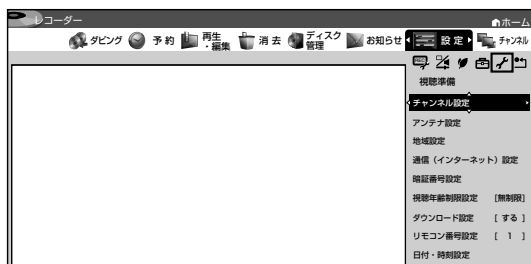 レコーダー
ホーム
ダビング 予約 再生・編集 消去 ディスク管理 お知らせ 設定 チャンネル
視聴準備
チャンネル設定
アンテナ設定
地域設定
通信（インターネット）設定
暗証番号設定
視聴年齢制限設定 [無制限]
ダウンロード設定 [する]
リモコン番号設定 [ 1 ]
日付・時刻設定